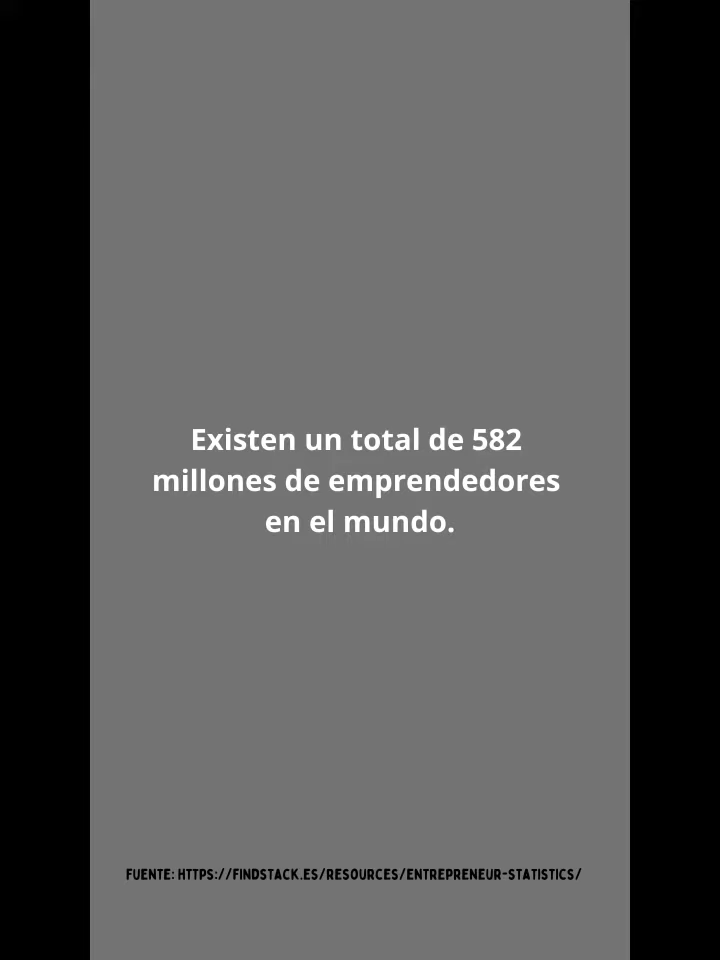 Existen un total de 582
millones de emprendedores
en el mundo.
FUENTE: HTTPS://FINDSTACK.ES/RESOURCES/ENTREPRENEUR-STATISTICS/